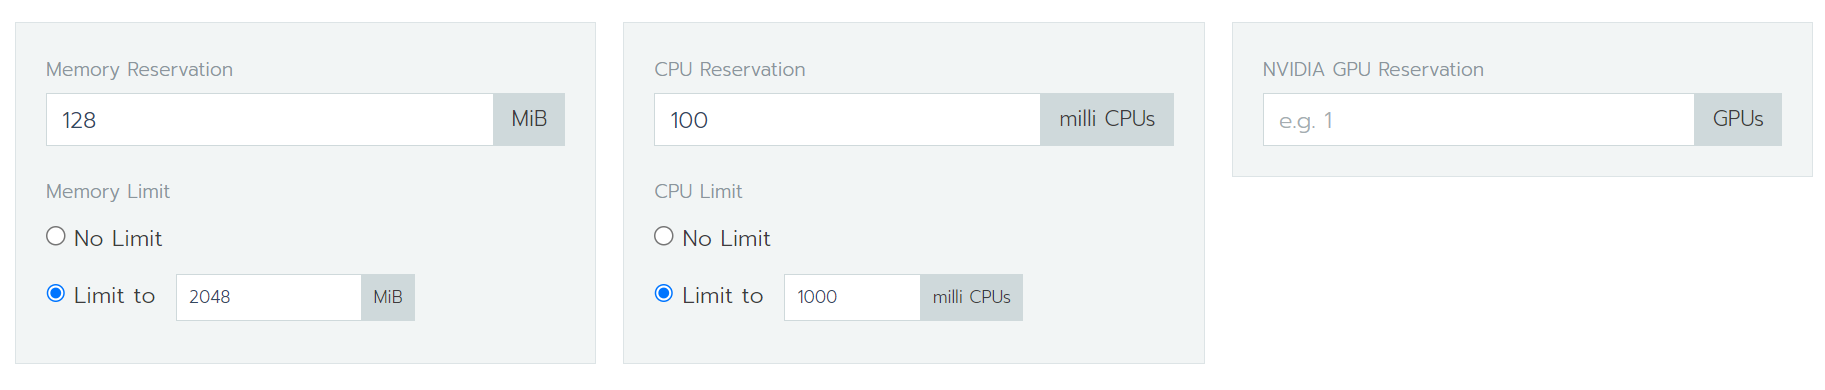 Memory Reservation
128 MiB
Memory Limit
No Limit
Limit to 2048 MiB
CPU Reservation
100 milli CPUs
CPU Limit
No Limit
Limit to 1000 milli CPUs
NVIDIA GPU Reservation
e.g. 1 GPUs